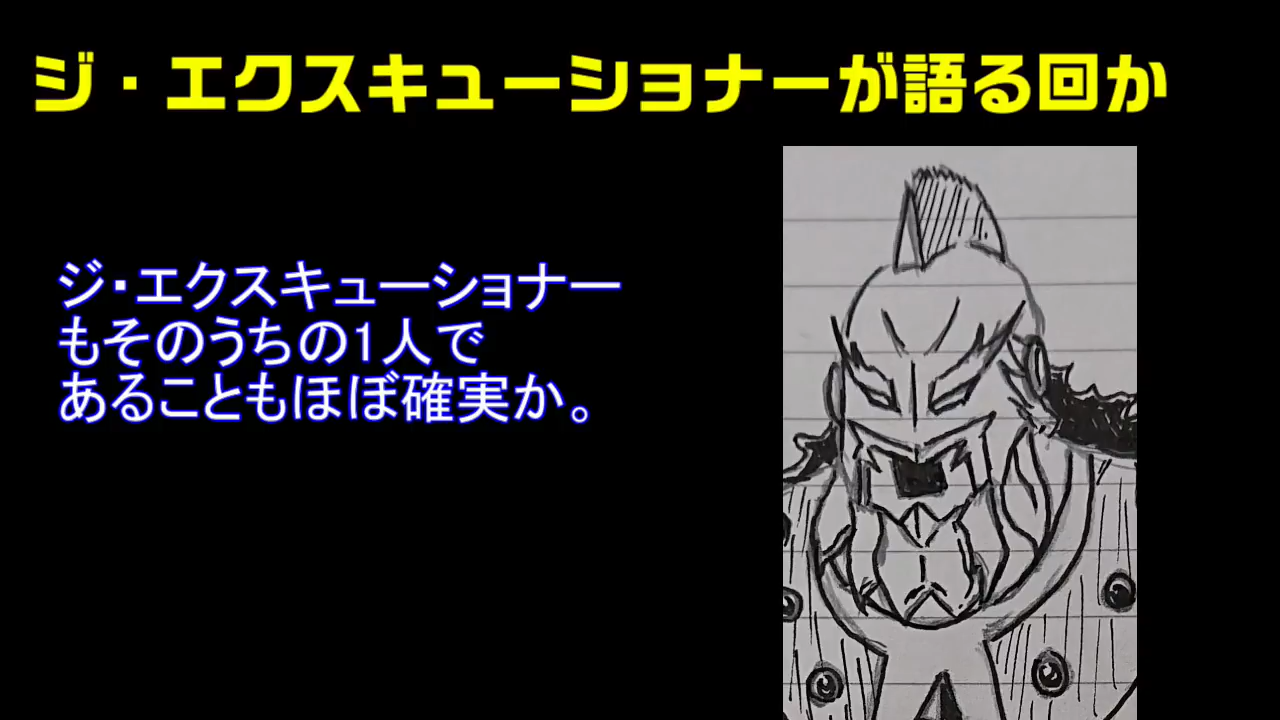 ジ・エクスキューショナーが語る回か
ジ・エクスキューショナー
もそのうちの1人で
あることもほぼ確実か。